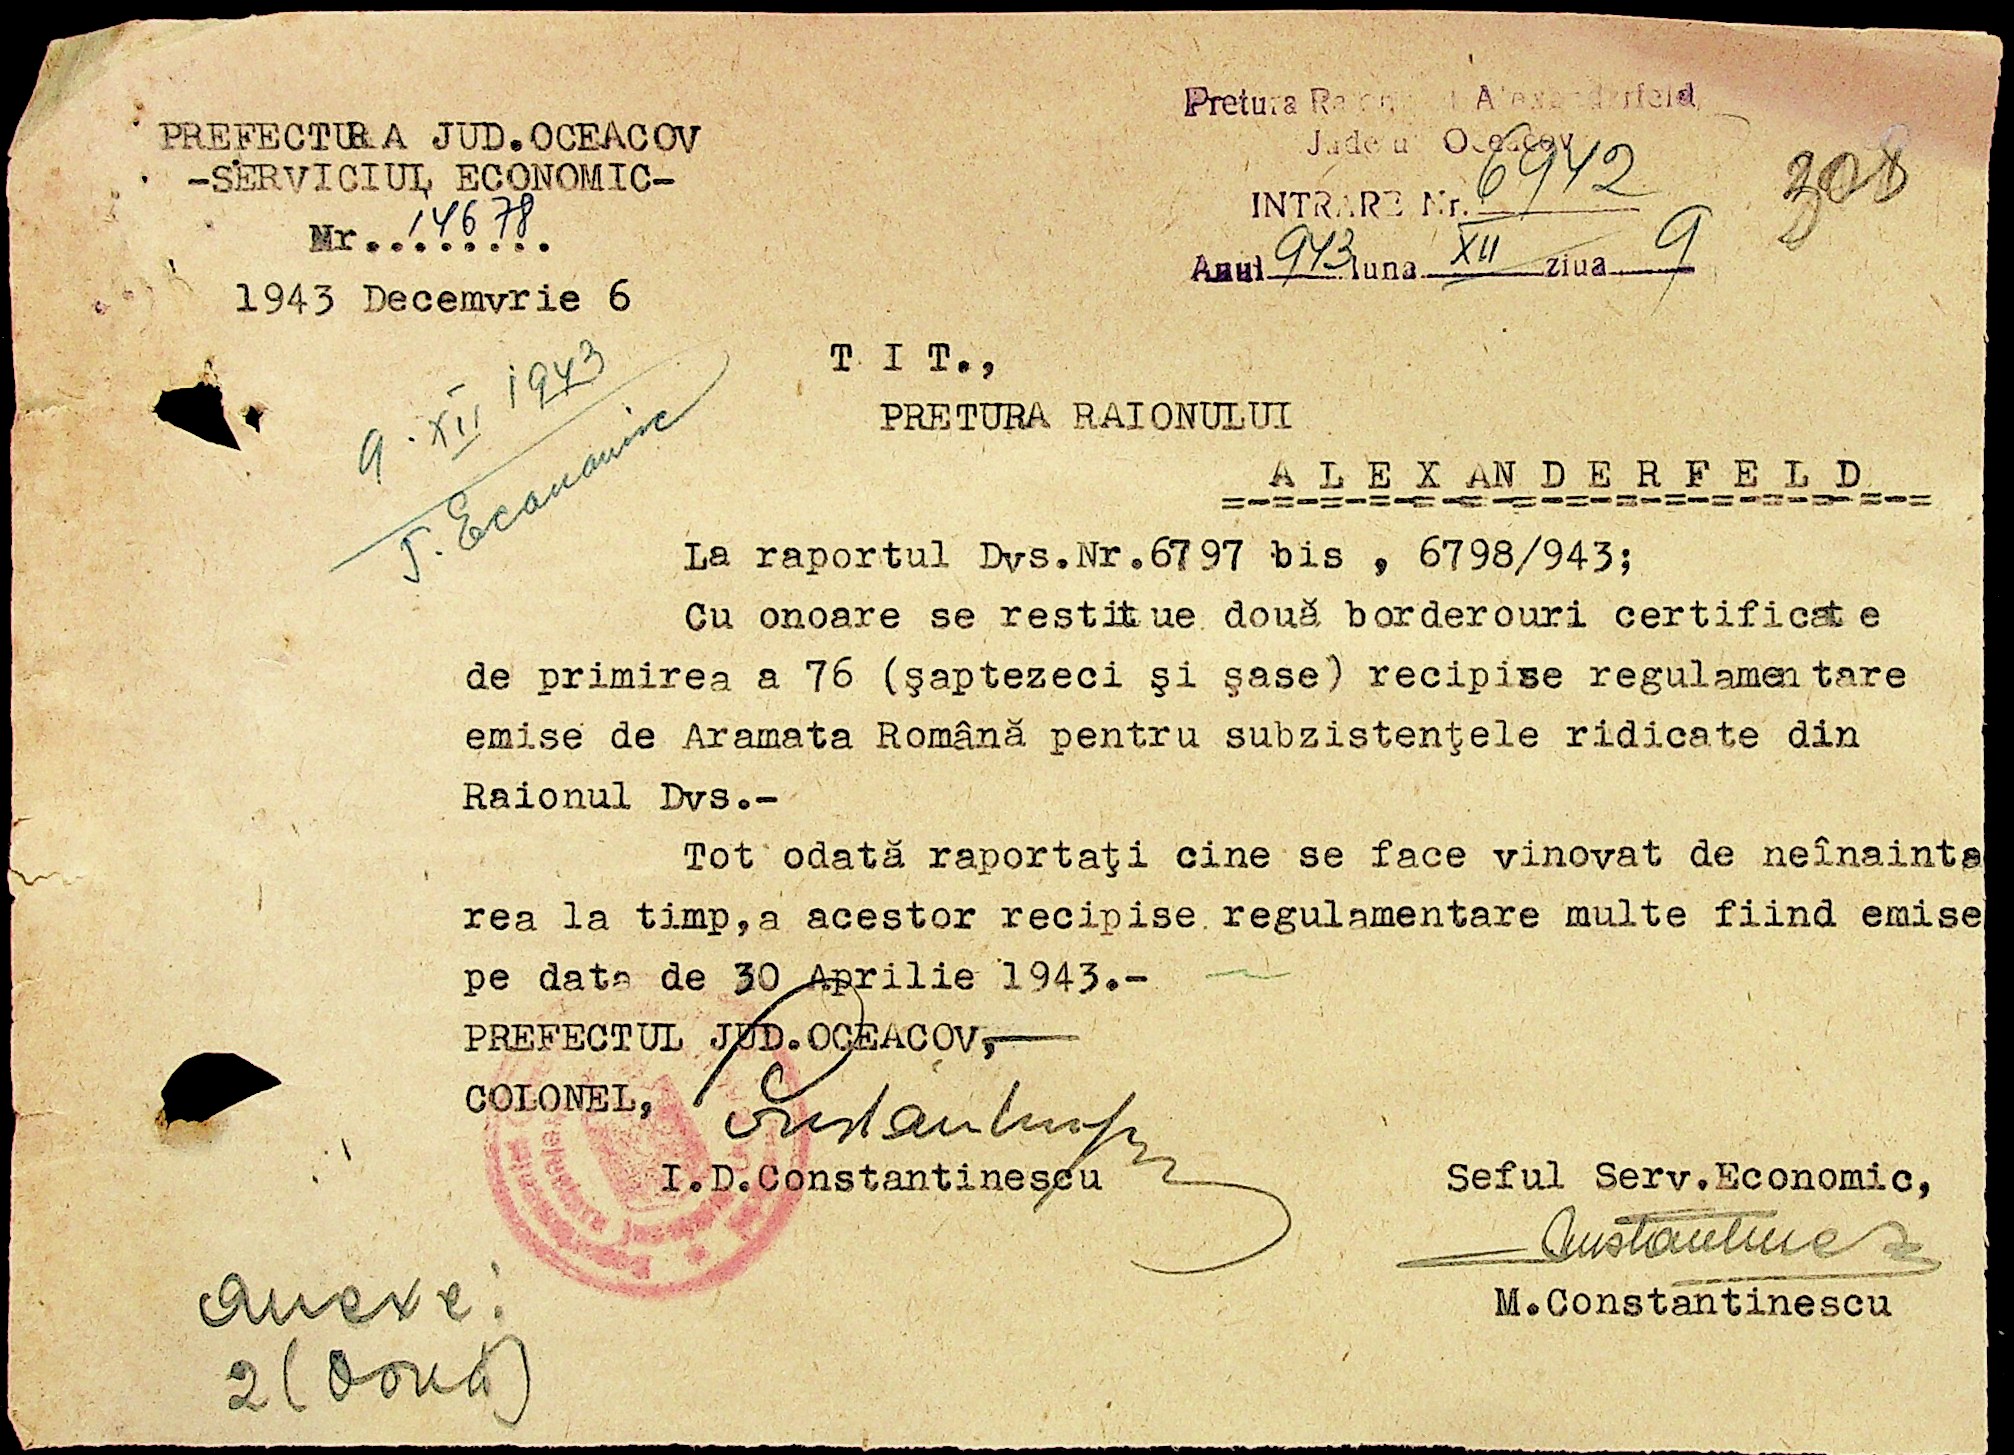 PREFECTURA JUD.OCEACOV
-SERVICIUL ECONOMIC-
Nr. 14678
1943 Decemvrie 6
Pretura Raionului Alexanderfeld
Judeţul Oceacov
INTRARE Nr. 6942
Anul 943 luna XII ziua 9
308
9.XII 1943
S. Economic
T I T.,
PRETURA RAIONULUI
A L E X AN D E R F E L D
La raportul Dvs.Nr.6797 bis , 6798/943;
Cu onoare se restitue două borderouri certificate
de primirea a 76 (şaptezeci şi şase) recipise regulamentare
emise de Aramata Română pentru subzistenţele ridicate din
Raionul Dvs.-
Tot odată raportaţi cine se face vinovat de neîainta
rea la timp,a acestor recipise regulamentare multe fiind emise
pe data de 30 Aprilie 1943.-
PREFECTUL JUD.OCEACOV,
COLONEL,
I.D.Constantinescu
Seful Serv.Economic,
M.Constantinescu
Anexe:
2 (două)